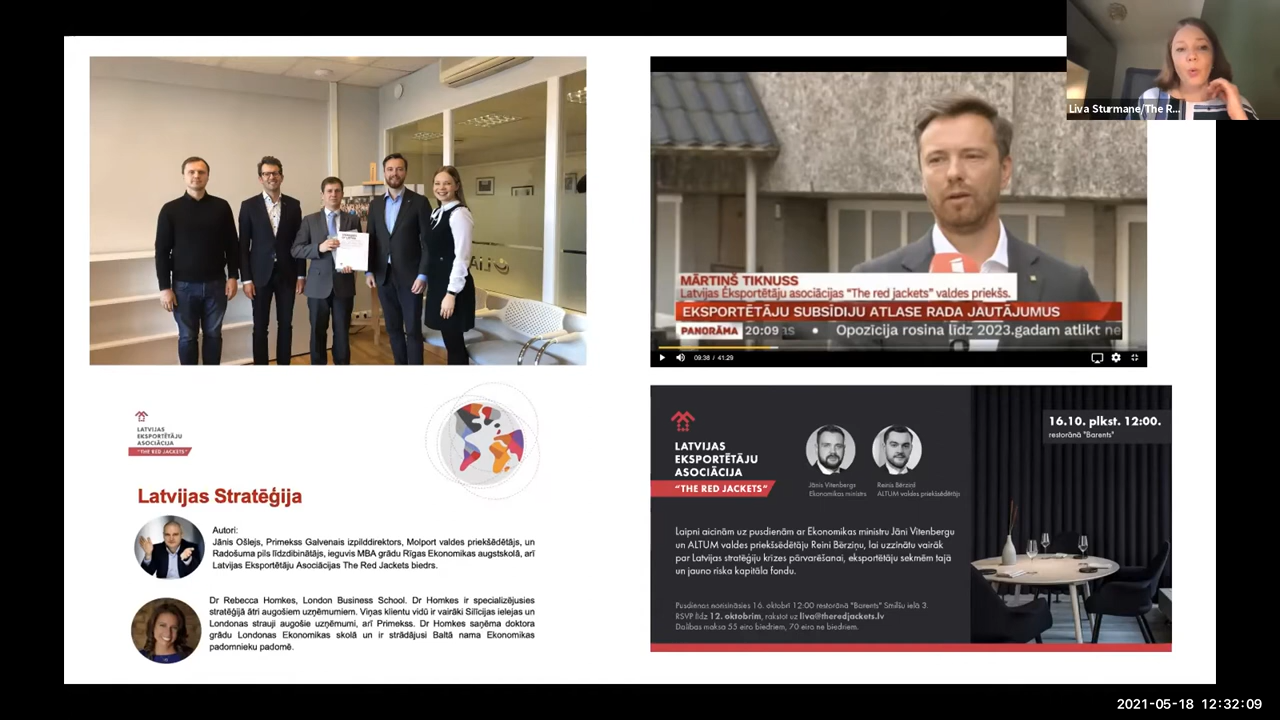 Liva Sturmane/The R...
MĀRTIŅŠ TIKNUSS
Latvijas Eksportētāju asociācijas "The red jackets" valdes priekšs.
EKSPORTĒTĀJU SUBSĪDIJU ATLASE RADA JAUTĀJUMUS
PANORĀMA 20:09 Opozīcija rosina līdz 2023.gadam atlikt ne
09:38 / 41:29
LATVIJAS
EKSPORTĒTĀJU
ASOCIĀCIJA
"THE RED JACKETS"
Latvijas Stratēģija
Autori:
Jānis Ošlejs, Primekss Galvenais izpilddirektors, Molport valdes priekšēdētājs, un
Radošuma pils līdzdibinātājs, ieguvis MBA grādu Rīgas Ekonomikas augstskolā, arī
Latvijas Eksportētāju Asociācijas The Red Jackets biedrs.
Dr Rebecca Homkes, London Business School. Dr Homkes ir specializējusies
stratēģijā ātri augošiem uzņēmumiem. Viņas klientu vidū ir vairāki Silīcijas ielejas un
Londonas strauji augošie uzņēmumi, arī Primekss. Dr Homkes saņēma doktora
grādu Londonas Ekonomikas skolā un ir strādājusi Baltā nama Ekonomikas
padomnieku padomē.
LATVIJAS
EKSPORTĒTĀJU
ASOCIĀCIJA
"THE RED JACKETS"
Jānis Vitenbergs
Ekonomikas ministrs
Reinis Bērziņš
ALTUM valdes priekšsēdētājs
16.10. plkst. 12:00.
restorānā "Barents"
Laipni aicinām uz pusdienām ar Ekonomikas ministru Jāni Vitenbergu
un ALTUM valdes priekšsēdētāju Reini Bērziņu, lai uzzinātu vairāk
par Latvijas stratēģiju krīzes pārvarēšanai, eksportētāju sekmēm tajā
un jauno riska kapitāla fondu.
Pusdienas norisināsies 16. oktobrī 12:00 restorānā "Barents" Smilšu ielā 3.
RSVP līdz 12. oktobrim, rakstot uz liva@theredjackets.lv
Dalības maksa 55 eiro biedriem, 70 eiro ne biedriem.
2021-05-18 12:32:09